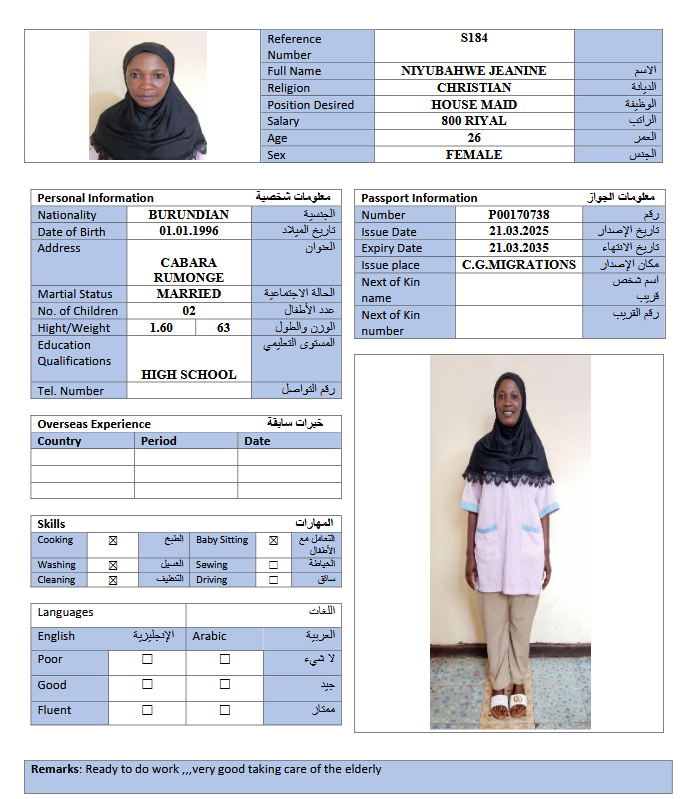 Reference Number S184
Full Name NIYUBAHWE JEANINE الاسم
Religion CHRISTIAN الديانة
Position Desired HOUSE MAID الوظيفة
Salary 800 RIYAL الراتب
Age 26 العمر
Sex FEMALE الجنس
Personal Information معلومات شخصية
Nationality BURUNDIAN الجنسية
Date of Birth 01.01.1996 تاريخ الميلاد
Address CABARA RUMONGE العنوان
Martial Status MARRIED الحالة الاجتماعية
No. of Children 02 عدد الأطفال
Hight/Weight 1.60 63 الوزن والطول
Education Qualifications HIGH SCHOOL المستوى التعليمي
Tel. Number رقم التواصل
Passport Information معلومات الجواز
Number P00170738 رقم
Issue Date 21.03.2025 تاريخ الإصدار
Expiry Date 21.03.2035 تاريخ الانتهاء
Issue place C.G.MIGRATIONS مكان الإصدار
Next of Kin name اسم شخص قريب
Next of Kin number رقم القريب
Overseas Experience خبرات سابقة
Country Period Date
Skills المهارات
Cooking ☒ الطبخ Baby Sitting ☒ التعامل مع الأطفال
Washing ☒ الغسيل Sewing ☐ الخياطة
Cleaning ☒ التنظيف Driving ☐ سائق
Languages اللغات
English الإنجليزية Arabic العربية
Poor ☐ ☐ لا شيء
Good ☐ ☐ جيد
Fluent ☐ ☐ ممتاز
Remarks: Ready to do work ,,,very good taking care of the elderly